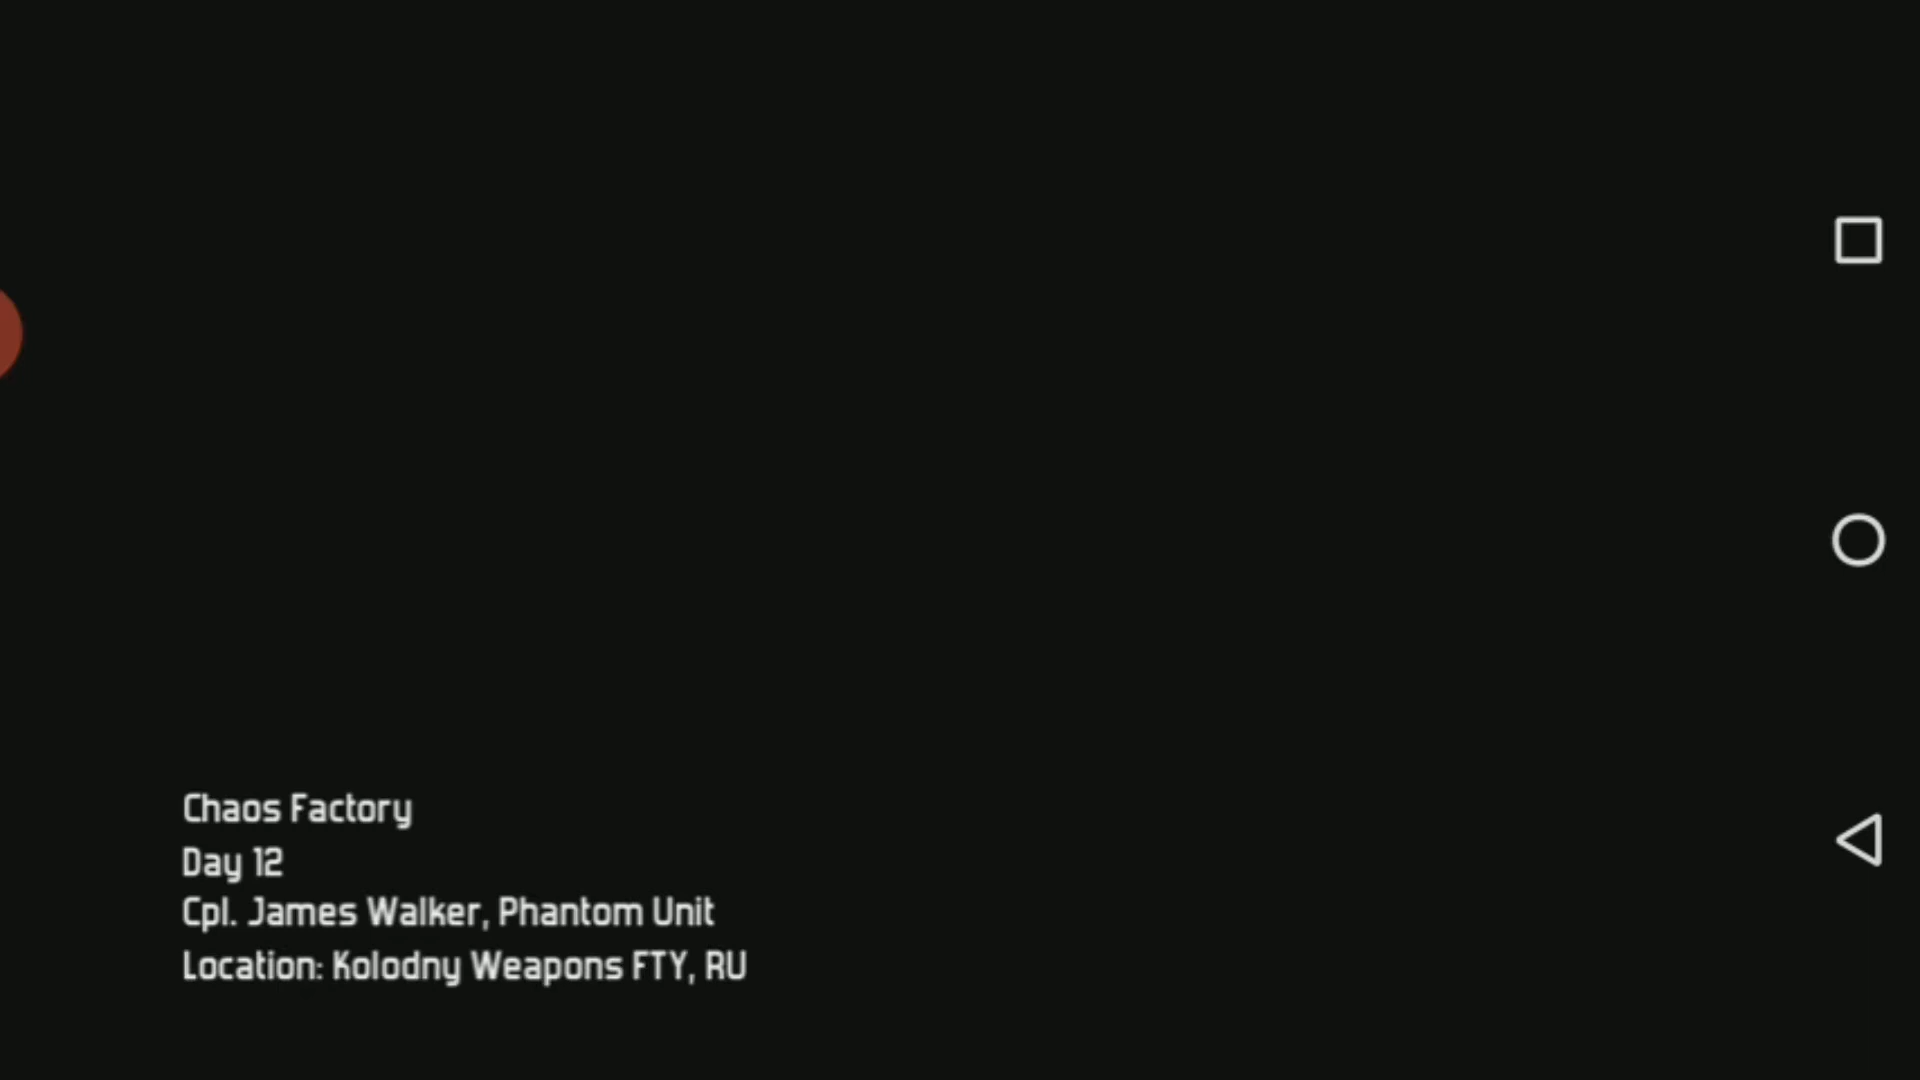 Chaos Factory
Day 12
Cpl. James Walker, Phantom Unit
Location: Kolodny Weapons FTY, RU